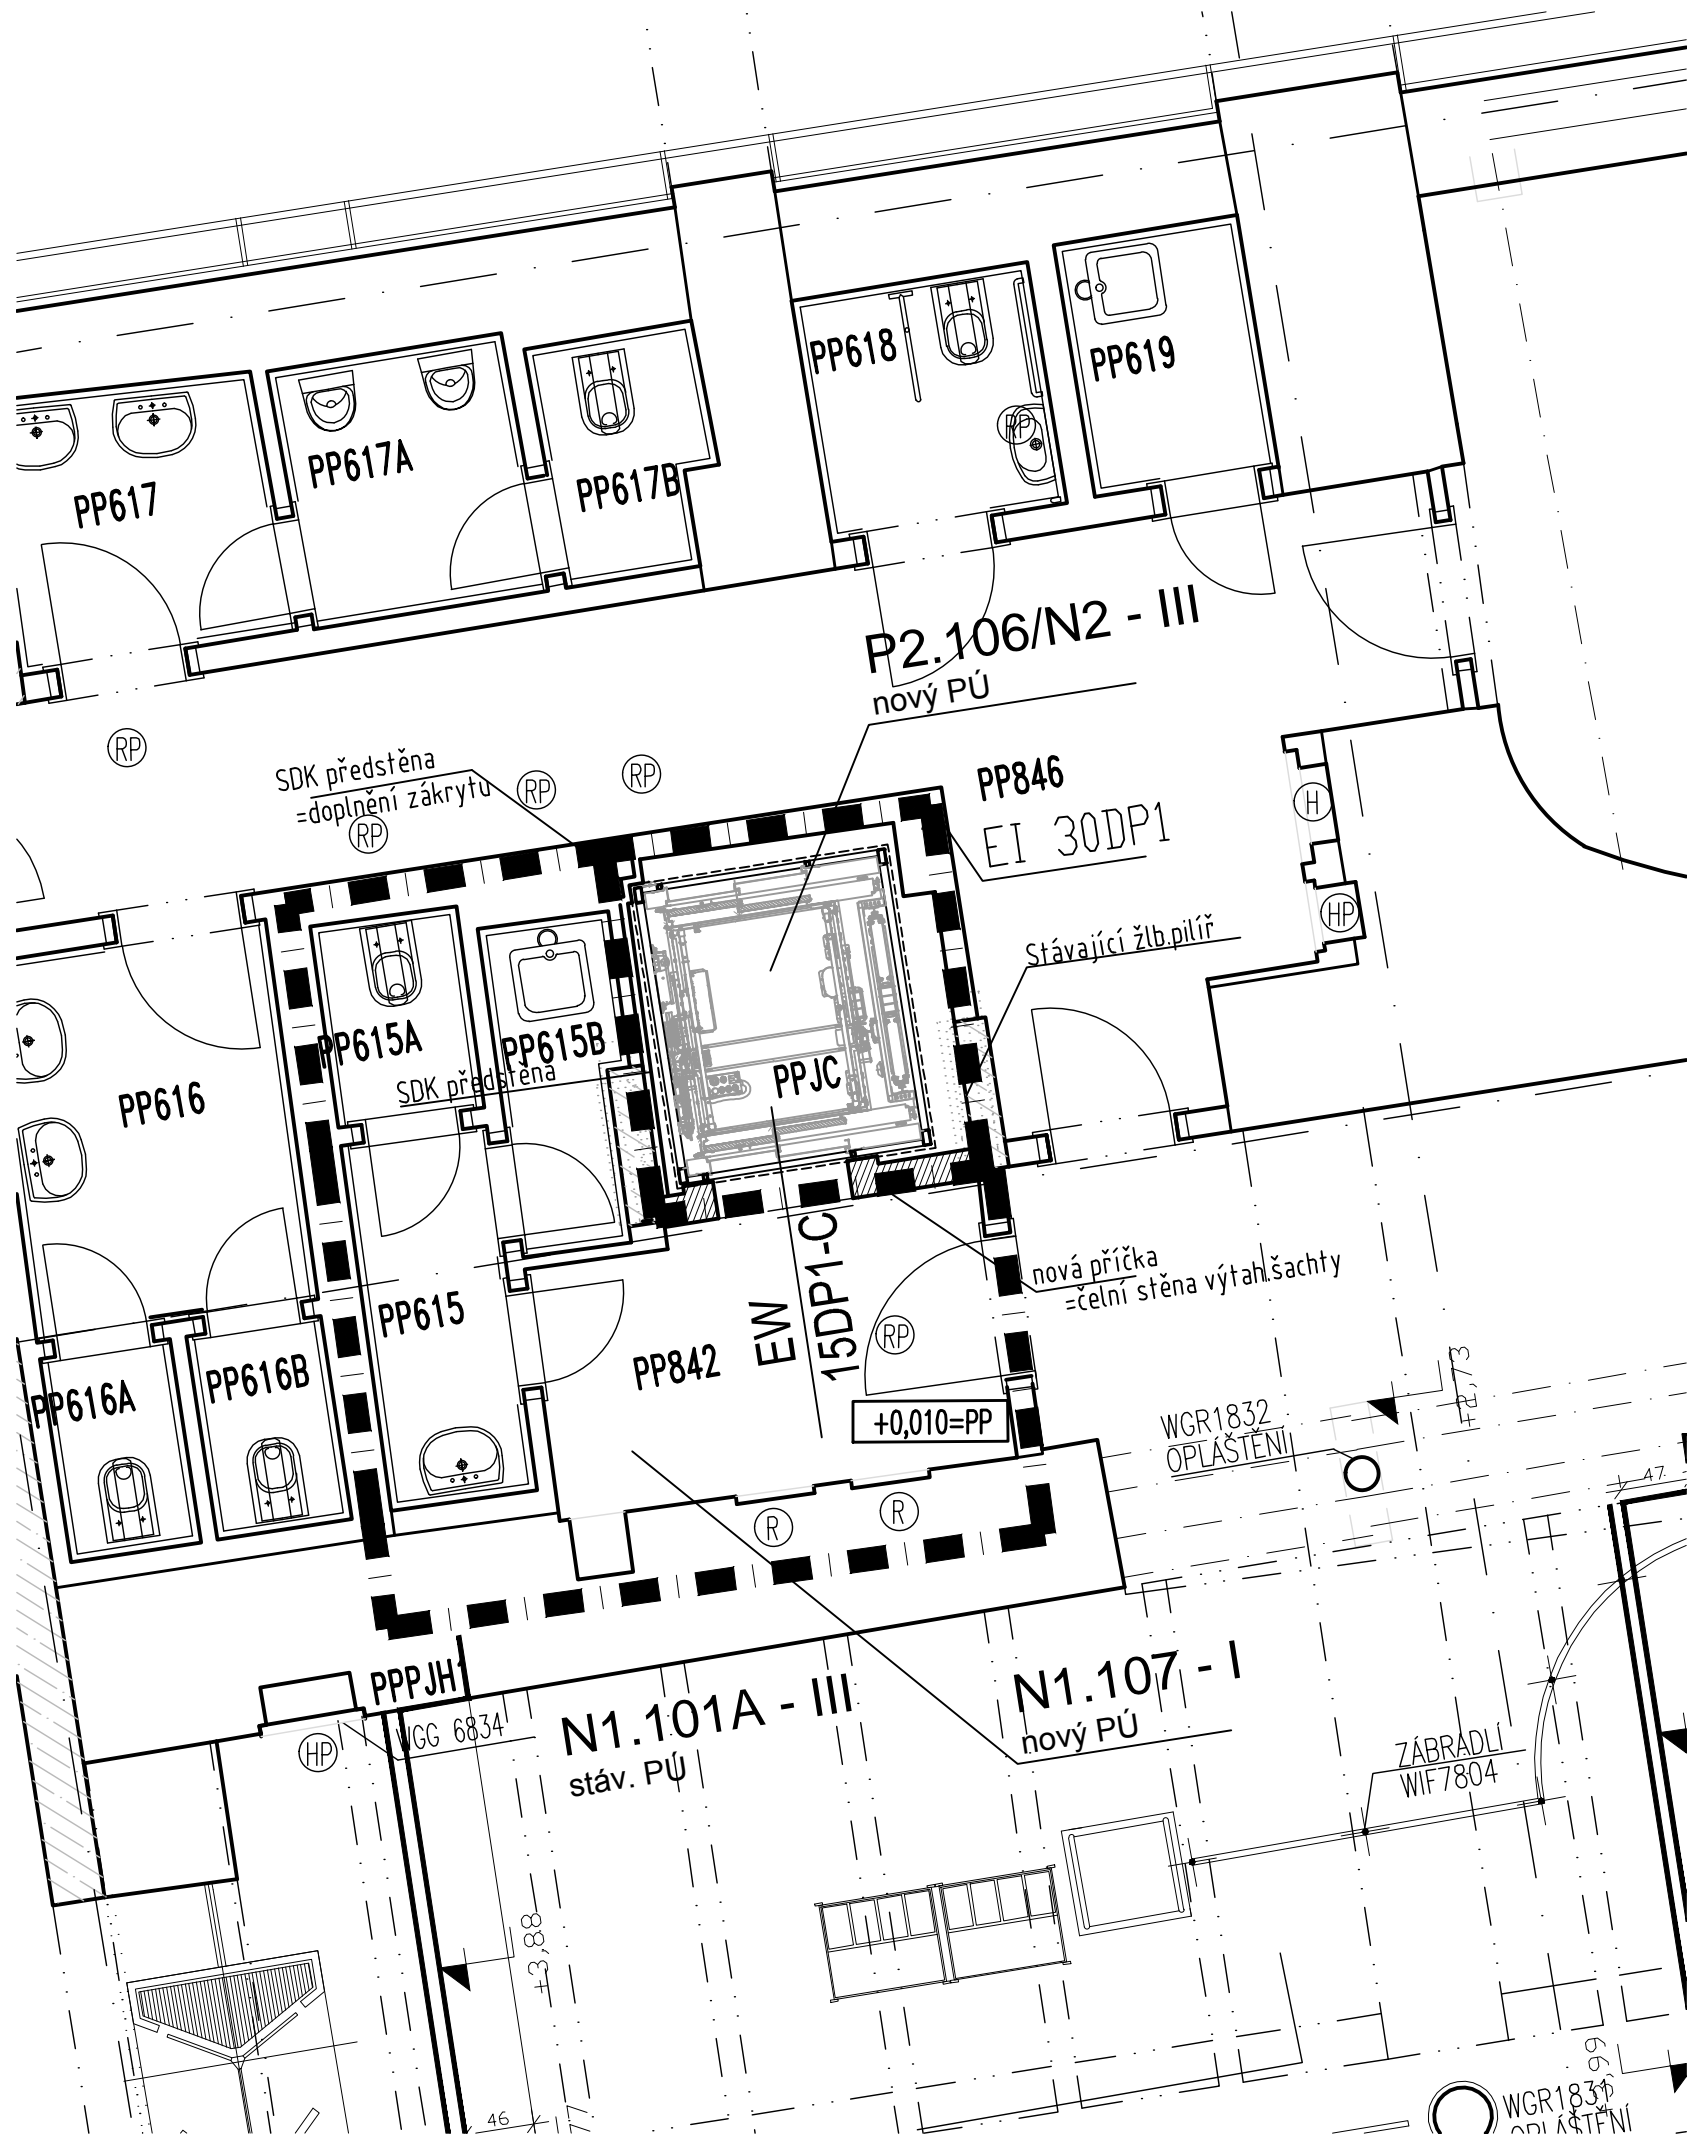 PP618
PP619
RP
PP617A
PP617B
PP617
P2.106/N2 - III
nový PÚ
RP
SDK předstěna
=doplnění zákrytu
RP
RP
RP
PP846
EI 30DP1
H
HP
Stávající žlb.pilíř
PP615A
PP615B
SDK předstěna
PPJC
PP616
nová příčka
=čelní stěna výtah.šachty
PP615
EW
15DP1-C
RP
PP842
PP616A
PP616B
+0,010=PP
WGR1832
OPLÁŠTĚNÍ
47
R
R
PPPJH1
WGG 6834
HP
N1.101A - III
stáv. PÚ
N1.107 - I
nový PÚ
ZÁBRADLÍ
WIF7804
+3,88
46
WGR1831
OPLÁŠTĚNÍ